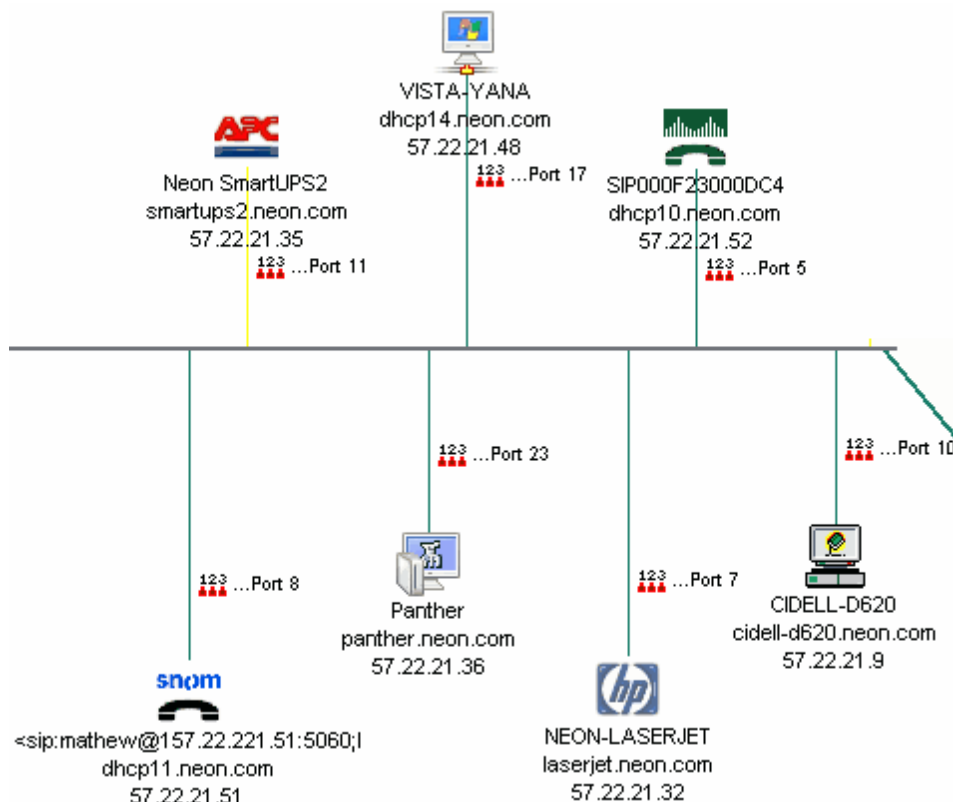 VISTA-YANA
dhcp14.neon.com
57.22.21.48
123 ...Port 17
APC
Neon SmartUPS2
smartups2.neon.com
57.22.21.35
123 ...Port 11
SIP000F23000DC4
dhcp10.neon.com
57.22.21.52
123 ...Port 5
123 ...Port 8
snom
<sip:mathew@157.22.221.51:5060;l
dhcp11.neon.com
57.22.21.51
123 ...Port 23
Panther
panther.neon.com
57.22.21.36
123 ...Port 7
hp
NEON-LASERJET
laserjet.neon.com
57.22.21.32
123 ...Port 10
CIDELL-D620
cidell-d620.neon.com
57.22.21.9